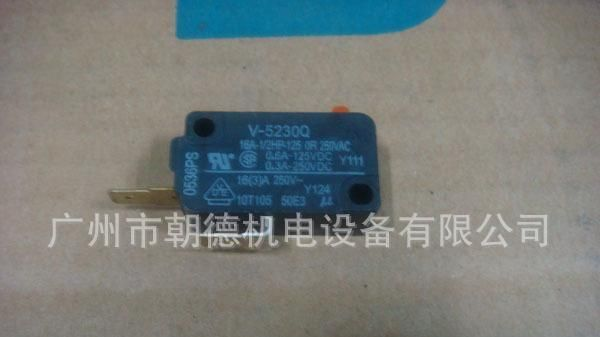 V-5230Q
16A-1/2HP-125 OR 250VAC
0.6A-125VDC
0.3A-250VDC
Y111
0536PS
16(3)A 250V~
Y124
10T105 50E3 µ
广州市朝德机电设备有限公司